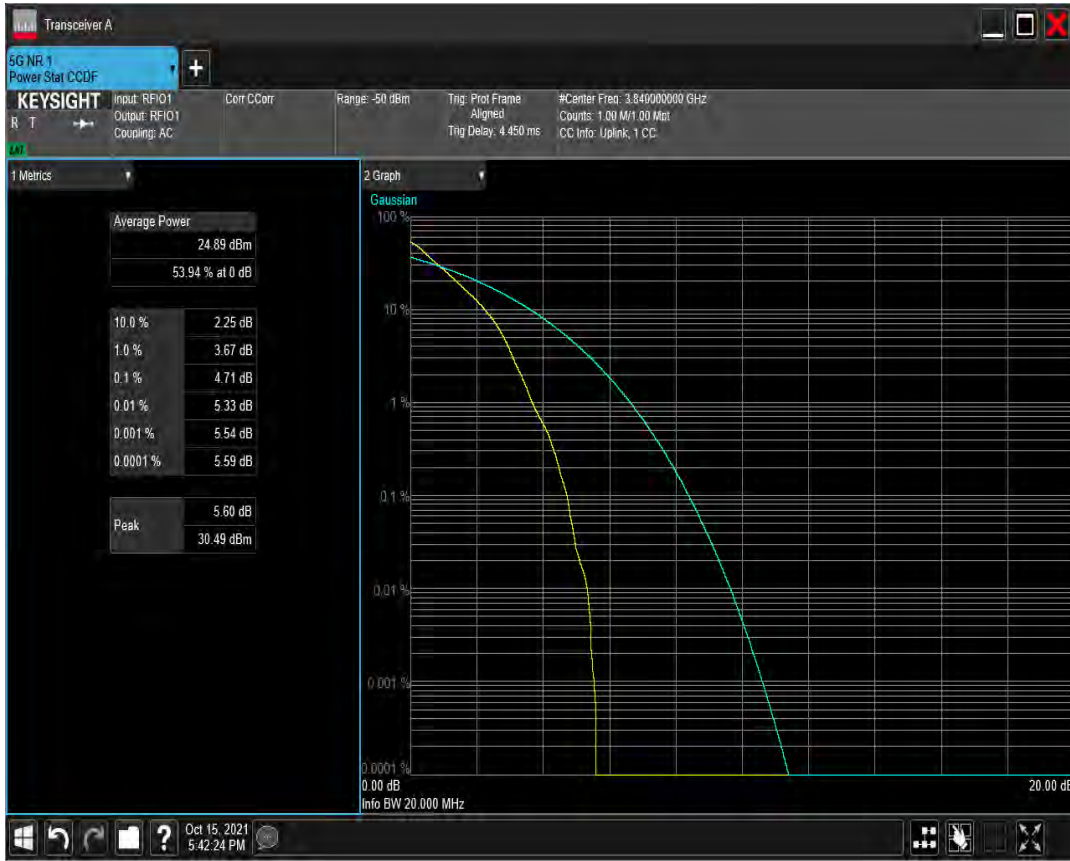 Transceiver A
5G NR 1
Power Stat CCDF
+
KEYSIGHT
R T
LXI
Input: RFIO1
Output: RFIO1
Coupling: AC
Corr CCorr
Range: -50 dBm
Trig: Prot Frame
Aligned
Trig Delay: 4.450 ms
#Center Freq: 3.840000000 GHz
Counts: 1.00 M/1.00 Mpt
CC Info: Uplink, 1 CC
1 Metrics
Average Power
24.89 dBm
53.94 % at 0 dB
10.0 % 2.25 dB
1.0 % 3.67 dB
0.1 % 4.71 dB
0.01 % 5.33 dB
0.001 % 5.54 dB
0.0001 % 5.59 dB
Peak 5.60 dB
30.49 dBm
2 Graph
Gaussian
100 %
10 %
1 %
0.1 %
0.01 %
0.001 %
0.0001 %
0.00 dB 20.00 dB
Info BW 20.000 MHz
?
Oct 15, 2021
5:42:24 PM